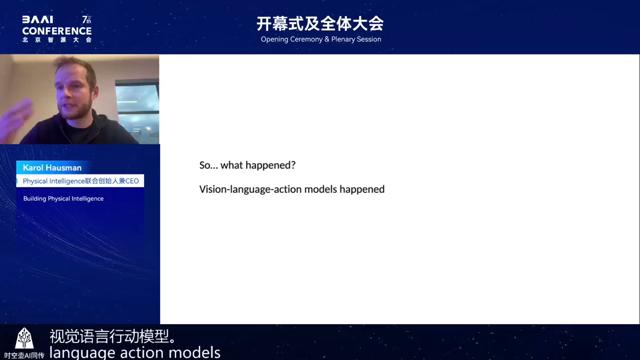 BAAI
CONFERENCE
北京智源大会
7th
开幕式及全体大会
Opening Ceremony & Plenary Session
Karol Hausman
Physical Intelligence联合创始人兼CEO
Building Physical Intelligence
So... what happened?
Vision-language-action models happened
视觉语言行动模型。
language action models
时空壶AI同传